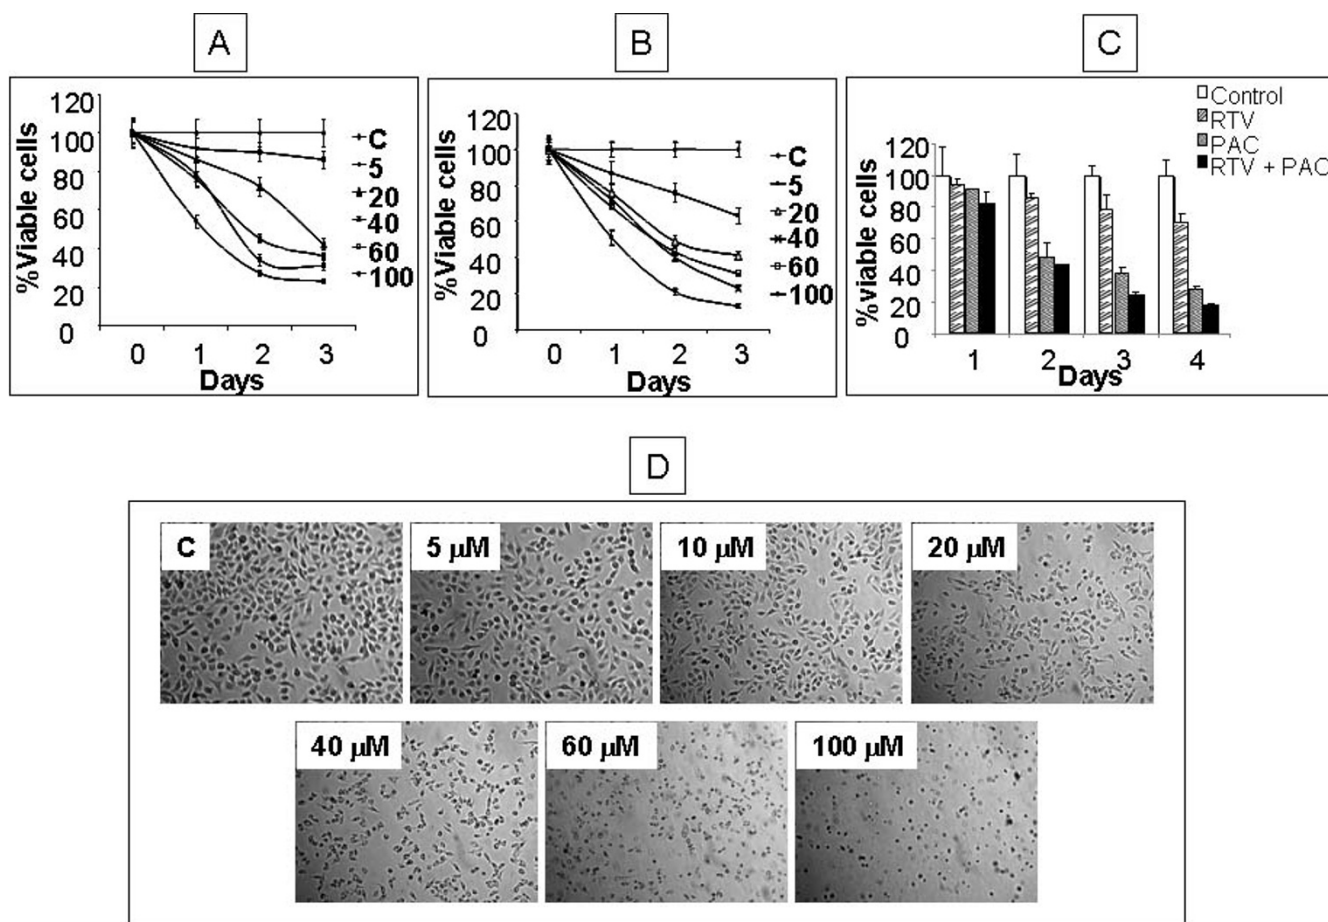 A
B
C
120
100
80
60
40
20
0
%Viable cells
0 1 2 3
Days
C
5
20
40
60
100
120
100
80
60
40
20
0
%Viable cells
0 1 2 3
Days
C
5
20
40
60
100
Control
RTV
PAC
RTV + PAC
120
100
80
60
40
20
0
%viable cells
1 2 3 4
Days
D
C
5 µM
10 µM
20 µM
40 µM
60 µM
100 µM